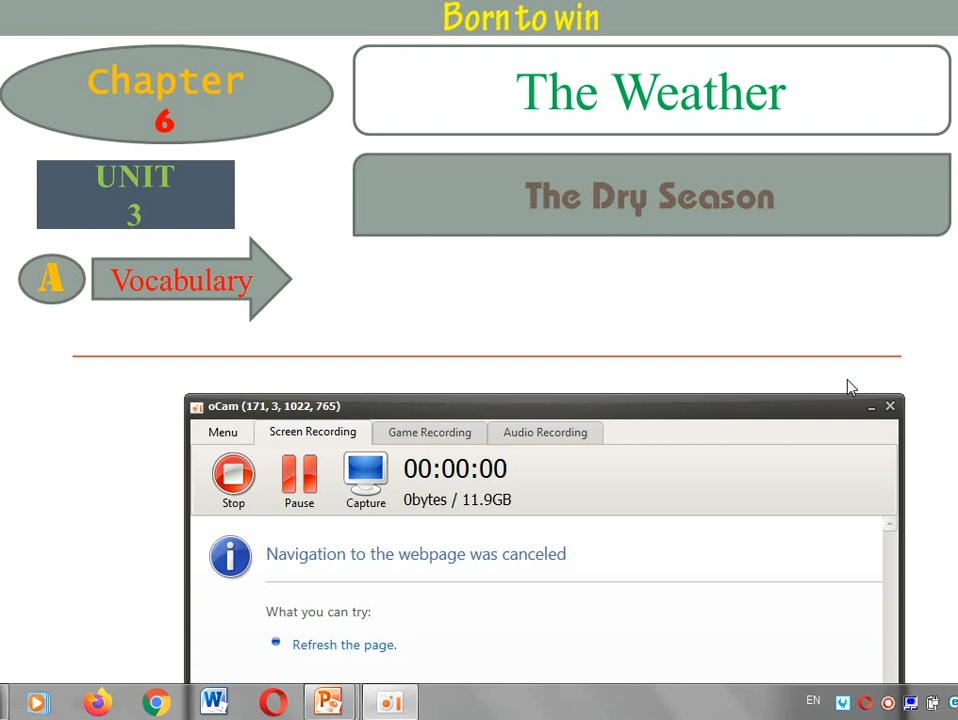 Born to win
Chapter
6
The Weather
UNIT
3
The Dry Season
A
Vocabulary
oCam (171, 3, 1022, 765)
Menu
Screen Recording
Game Recording
Audio Recording
Stop
Pause
Capture
00:00:00
0bytes / 11.9GB
Navigation to the webpage was canceled
What you can try:
Refresh the page.
EN